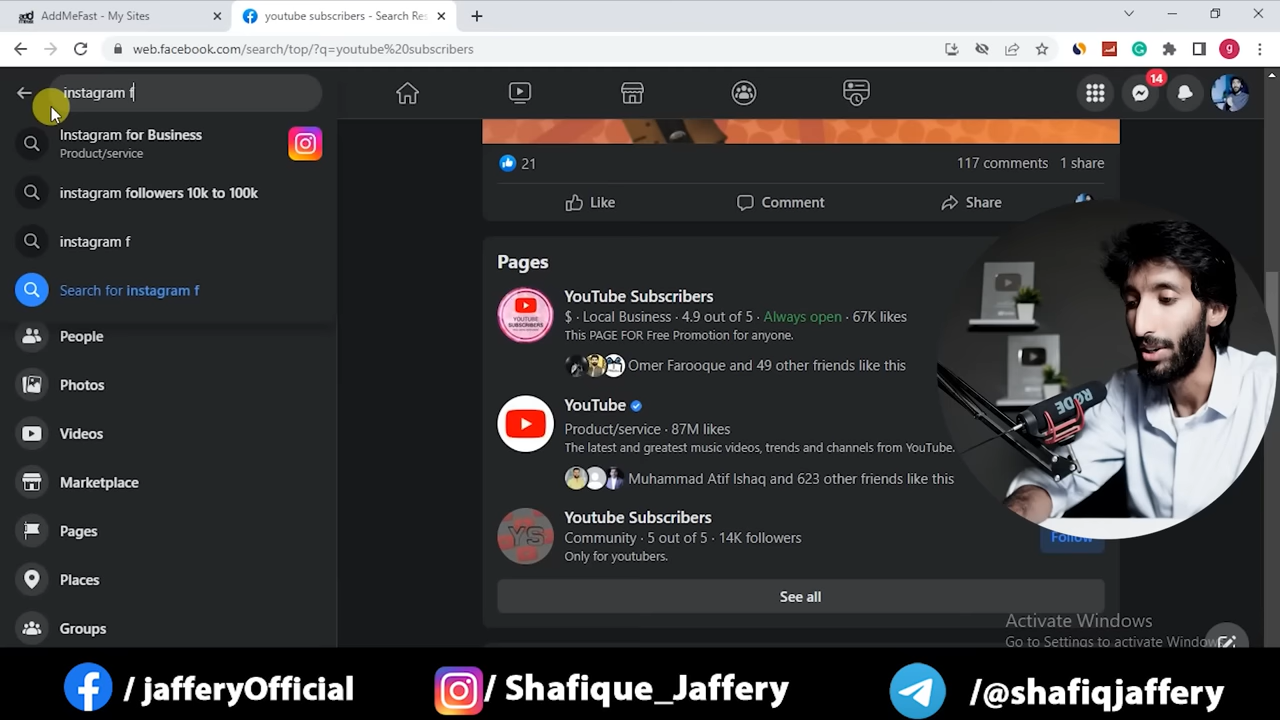 AddMeFast - My Sites
youtube subscribers - Search Res
web.facebook.com/search/top/?q=youtube%20subscribers
g
instagram f
14
Instagram for Business
Product/service
instagram followers 10k to 100k
instagram f
Search for instagram f
People
Photos
Videos
Marketplace
Pages
Places
Groups
21
117 comments 1 share
Like
Comment
Share
Pages
YouTube Subscribers
$ · Local Business · 4.9 out of 5 · Always open · 67K likes
This PAGE FOR Free Promotion for anyone.
Omer Farooque and 49 other friends like this
YouTube
Product/service · 87M likes
The latest and greatest music videos, trends and channels from YouTube.
Muhammad Atif Ishaq and 623 other friends like this
YS
Youtube Subscribers
Community · 5 out of 5 · 14K followers
Only for youtubers.
Follow
See all
RODE
Activate Windows
Go to Settings to activate Windows
/ jafferyOfficial
/ Shafique_Jaffery
/@shafiqjaffery